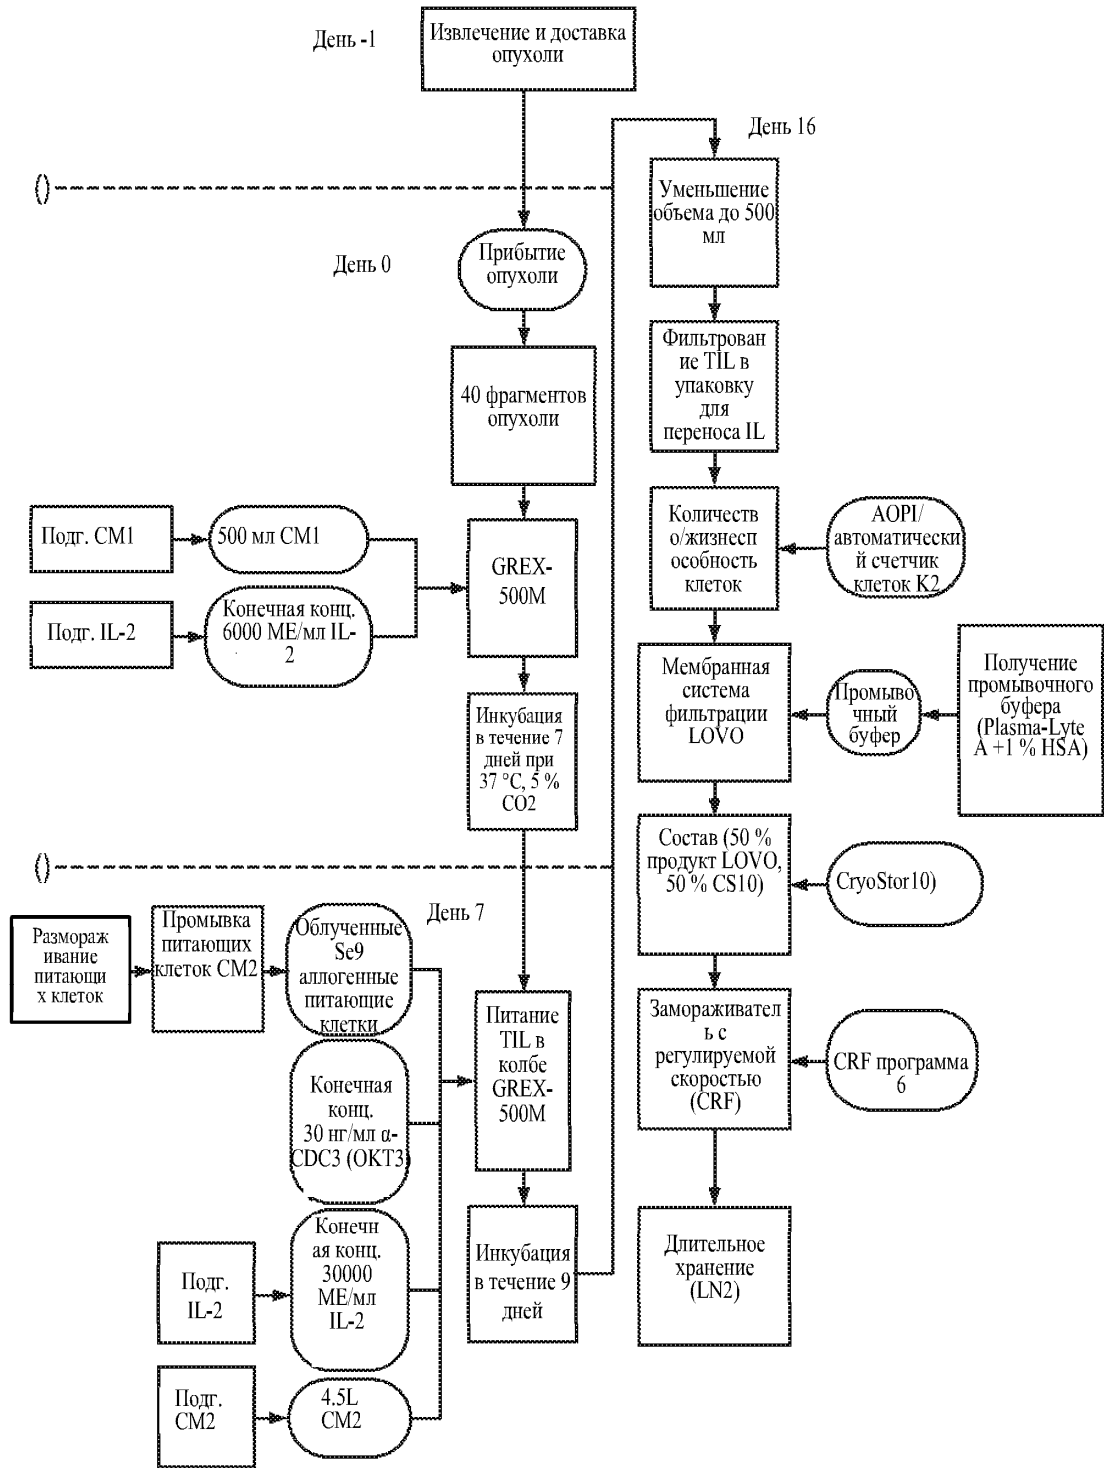 День -1
Извлечение и доставка
опухоли
()
День 0
Прибытие
опухоли
40 фрагментов
опухоли
Подг. CM1
500 мл CM1
Подг. IL-2
Конечная конц.
6000 МЕ/мл IL-
2
GREX-
500M
Инкубация
в течение 7
дней при
37 °C, 5 %
CO2
()
День 7
Размораж
ивание
питающи
х клеток
Промывка
питающих
клеток CM2
Облученные
Se9
аллогенные
питающие
клетки
Конечная
конц.
30 нг/мл α-
CDC3 (OKT3)
Подг.
IL-2
Конечн
ая конц.
30000
МЕ/мл
IL-2
Подг.
CM2
4.5L
CM2
Питание
TIL в
колбе
GREX-
500M
Инкубация
в течение 9
дней
День 16
Уменьшение
объема до 500
мл
Фильтрован
ие TIL в
упаковку
для
переноса IL
Количеств
о/жизнесп
особность
клеток
AOPI/
автоматически
й счетчик
клеток K2
Мембранная
система
фильтрации
LOVO
Промыво
чный
буфер
Получение
промывочного
буфера
(Plasma-Lyte
A +1 % HSA)
Состав (50 %
продукт LOVO,
50 % CS10)
CryoStor10)
Замораживател
ь с
регулируемой
скоростью
(CRF)
CRF программа
6
Длительное
хранение
(LN2)